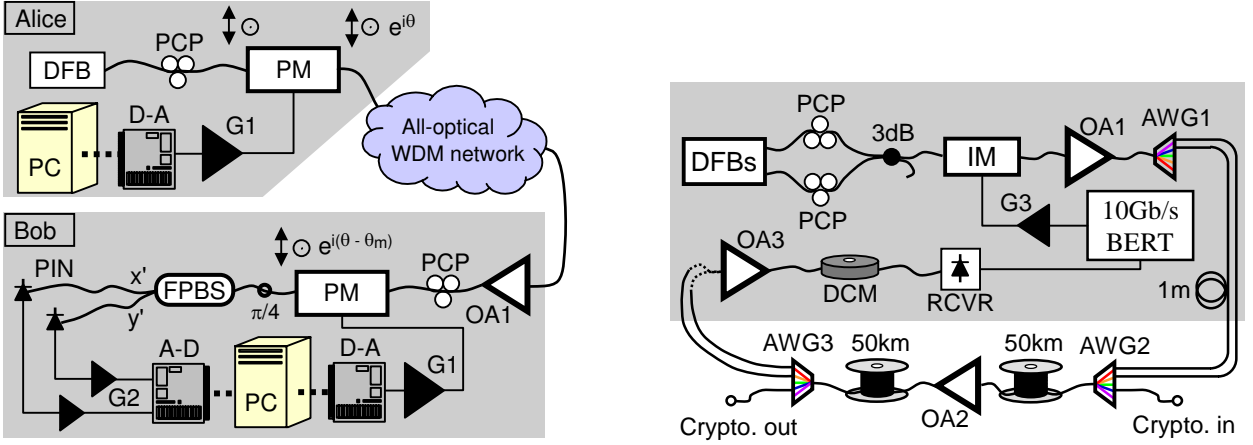 Alice
PCP
e^{iθ}
DFB
PM
D-A
G1
PC
All-optical
WDM network
Bob
e^{i(θ - θ_m)}
PCP
PIN
x'
FPBS
PM
y'
π/4
OA1
A-D
D-A
G2
PC
G1
PCP
3dB
OA1
AWG1
DFBs
IM
PCP
G3
10Gb/s
BERT
OA3
DCM
RCVR
1m
AWG3
50km
50km
AWG2
OA2
Crypto. out
Crypto. in